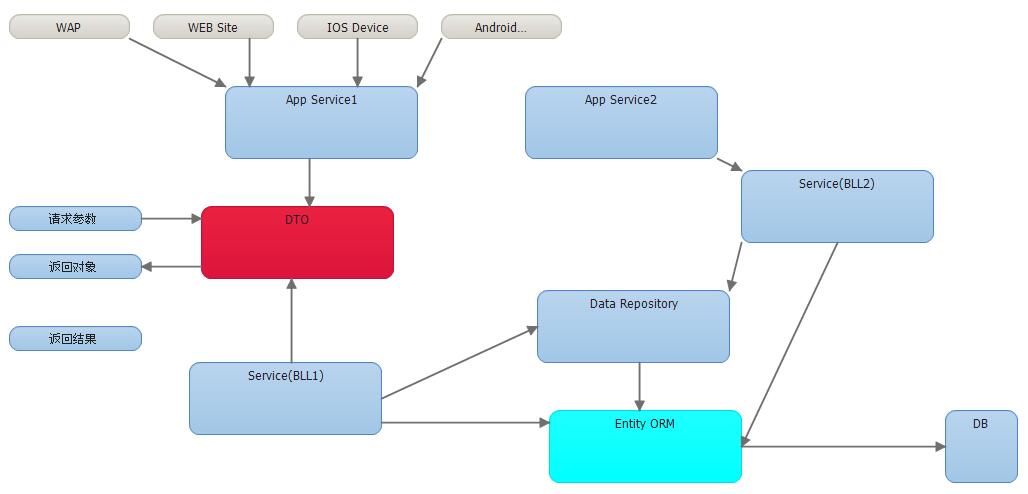 WAP
WEB Site
IOS Device
Android...
App Service1
App Service2
Service(BLL2)
请求参数
DTO
返回对象
Data Repository
返回结果
Service(BLL1)
Entity ORM
DB